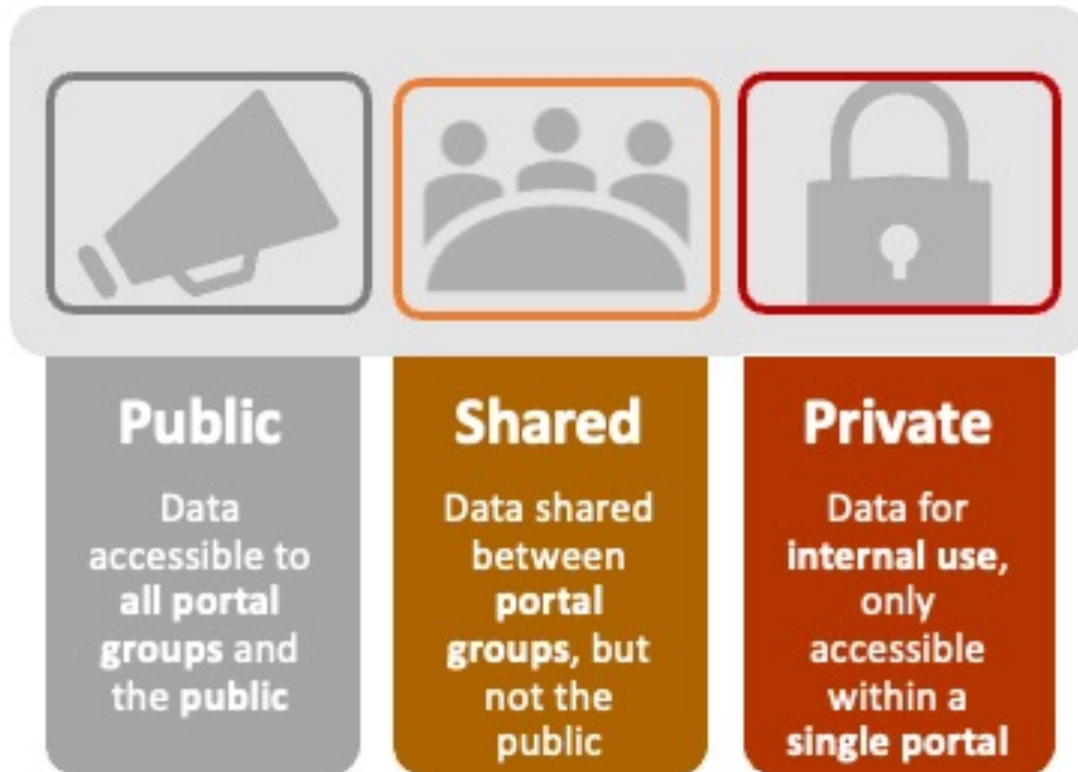 Public
Data
accessible to
all portal
groups and
the public
Shared
Data shared
between
portal
groups, but
not the
public
Private
Data for
internal use,
only
accessible
within a
single portal